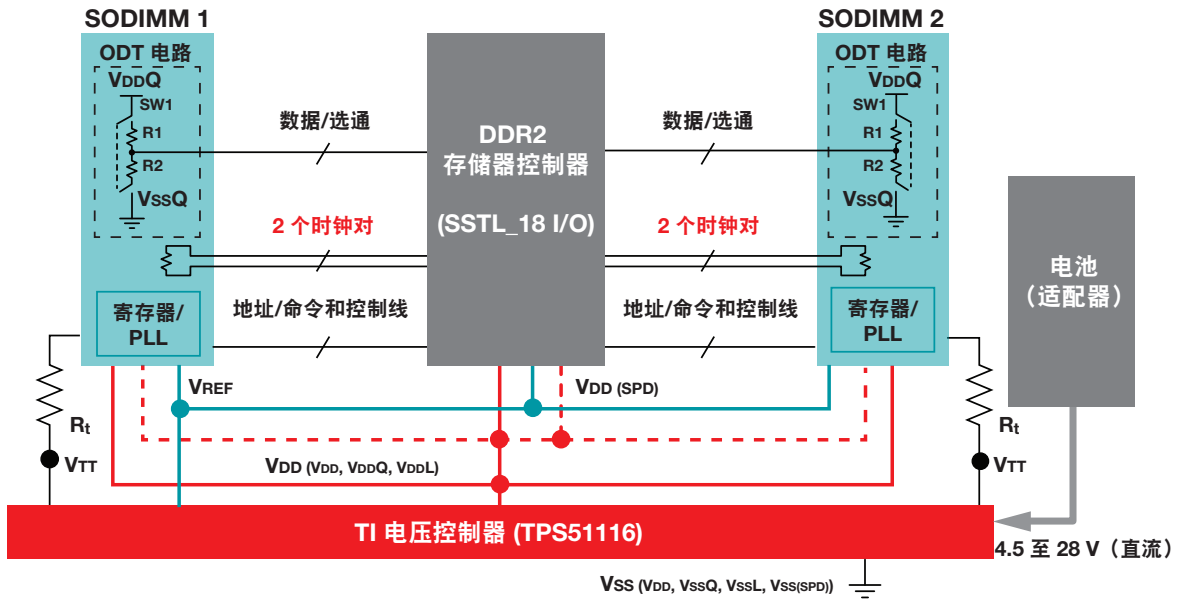 SODIMM 1
ODT 电路
VDDQ
SW1
R1
R2
VSSQ
寄存器/
PLL
数据/选通
2 个时钟对
地址/命令和控制线
DDR2
存储器控制器
(SSTL_18 I/O)
数据/选通
2 个时钟对
地址/命令和控制线
SODIMM 2
ODT 电路
VDDQ
SW1
R1
R2
VSSQ
寄存器/
PLL
电池
（适配器）
Rt
VTT
VREF
VDD (SPD)
VDD (VDD, VDDQ, VDDL)
Rt
VTT
TI 电压控制器 (TPS51116)
4.5 至 28 V（直流）
VSS (VDD, VSSQ, VSSL, VSS(SPD))